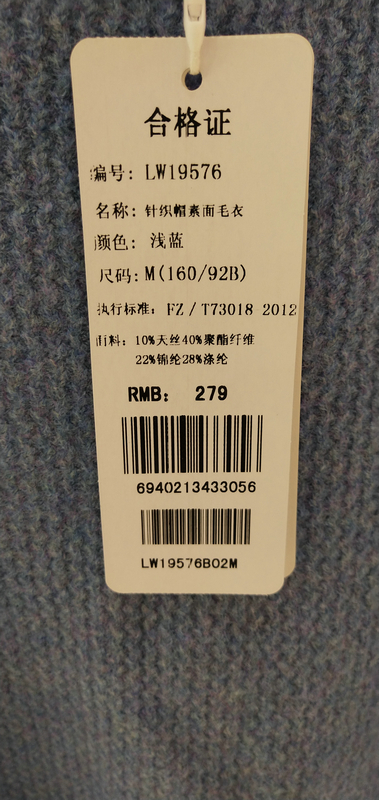 合格证
编号: LW19576
名称: 针织帽素面毛衣
颜色: 浅蓝
尺码: M(160/92B)
执行标准: FZ/T73018 2012
面料: 10%天丝40%聚酯纤维
22%锦纶28%涤纶
RMB: 279
6940213433056
LW19576B02M